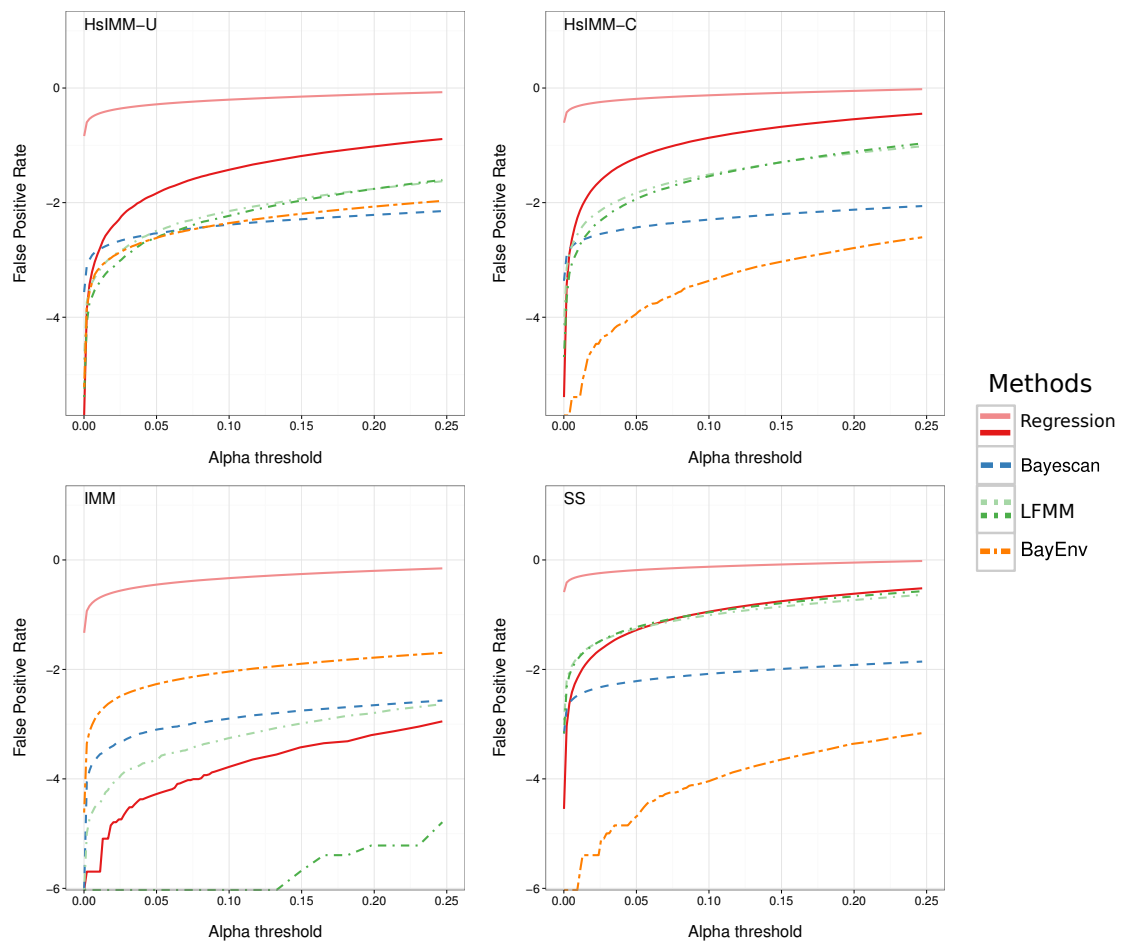 HsIMM−U
False Positive Rate
0
−2
−4
0.00 0.05 0.10 0.15 0.20 0.25
Alpha threshold
HsIMM−C
False Positive Rate
0
−2
−4
0.00 0.05 0.10 0.15 0.20 0.25
Alpha threshold
IMM
False Positive Rate
0
−2
−4
−6
0.00 0.05 0.10 0.15 0.20 0.25
Alpha threshold
SS
False Positive Rate
0
−2
−4
−6
0.00 0.05 0.10 0.15 0.20 0.25
Alpha threshold
Methods
Regression
Bayescan
LFMM
BayEnv